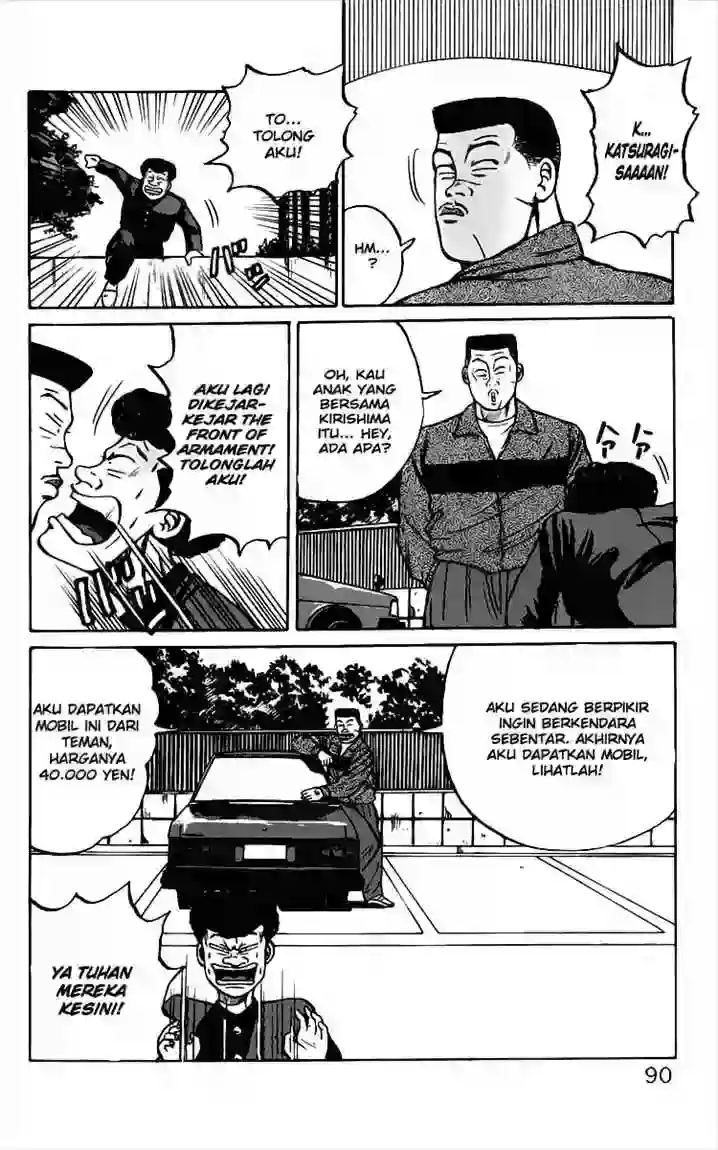 K...
KATSURAGI-
SAAAAN!
HM...
?
TO...
TOLONG
AKU!
OH, KAU
ANAK YANG
BERSAMA
KIRISHIMA
ITU... HEY,
ADA APA?
AKU LAGI
DIKEJAR-
KEJAR THE
FRONT OF
ARMAMENT!
TOLONGLAH
AKU!
AKU SEDANG BERPIKIR
INGIN BERKENDARA
SEBENTAR. AKHIRNYA
AKU DAPATKAN MOBIL,
LIHATLAH!
AKU DAPATKAN
MOBIL INI DARI
TEMAN,
HARGANYA
40.000 YEN!
YA TUHAN
MEREKA
KESINI!
90